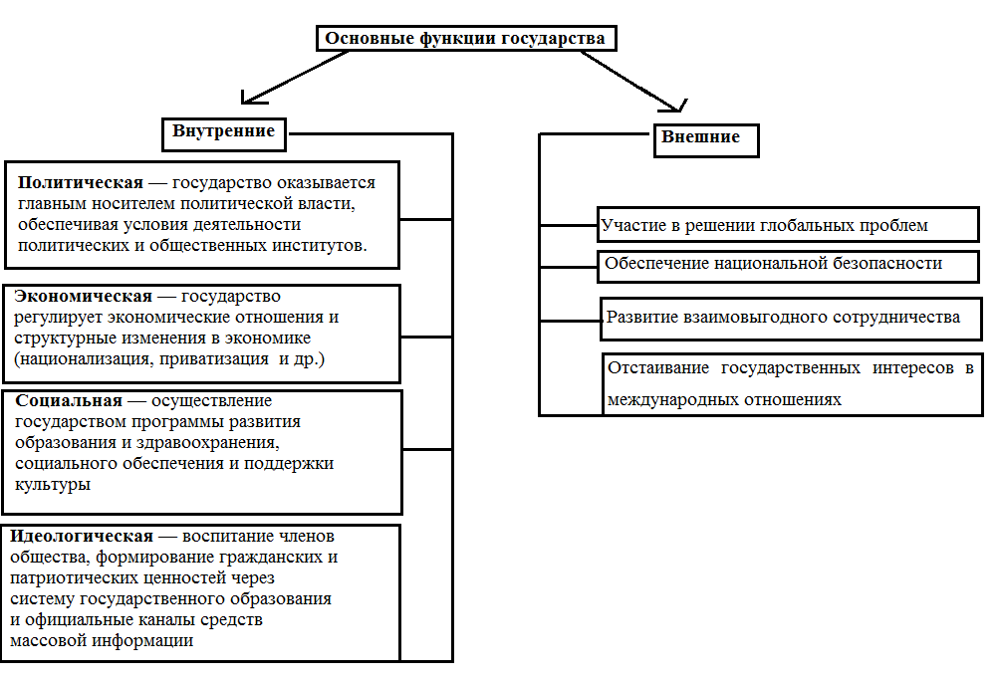 Основные функции государства
Внутренние
Политическая — государство оказывается
главным носителем политической власти,
обеспечивая условия деятельности
политических и общественных институтов.
Экономическая — государство
регулирует экономические отношения и
структурные изменения в экономике
(национализация, приватизация и др.)
Социальная — осуществление
государством программы развития
образования и здравоохранения,
социального обеспечения и поддержки
культуры
Идеологическая — воспитание членов
общества, формирование гражданских и
патриотических ценностей через
систему государственного образования
и официальные каналы средств
массовой информации
Внешние
Участие в решении глобальных проблем
Обеспечение национальной безопасности
Развитие взаимовыгодного сотрудничества
Отстаивание государственных интересов в
международных отношениях